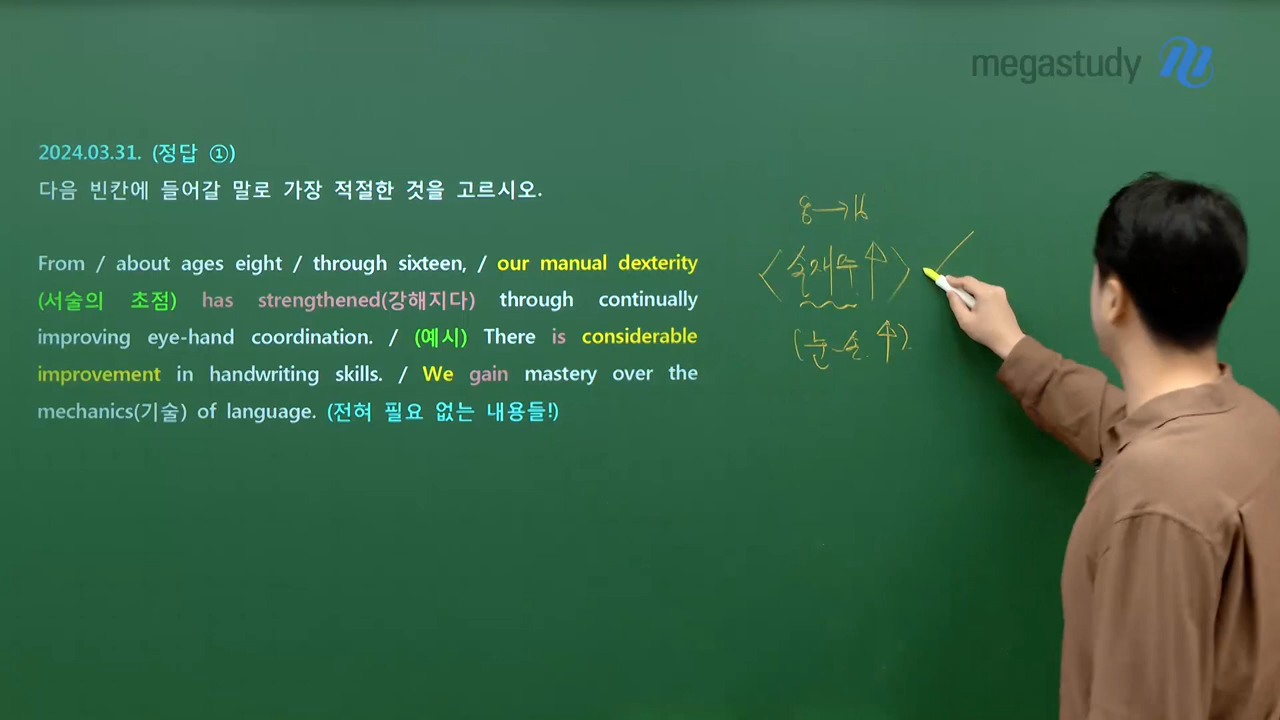 megastudy
2024.03.31. (정답 ①)
다음 빈칸에 들어갈 말로 가장 적절한 것을 고르시오.
From / about ages eight / through sixteen, / our manual dexterity
(서술의 초점) has strengthened(강해지다) through continually
improving eye-hand coordination. / (예시) There is considerable
improvement in handwriting skills. / We gain mastery over the
mechanics(기술) of language. (전혀 필요 없는 내용들!)
8→16
<손재주↑>
(눈-손↑)